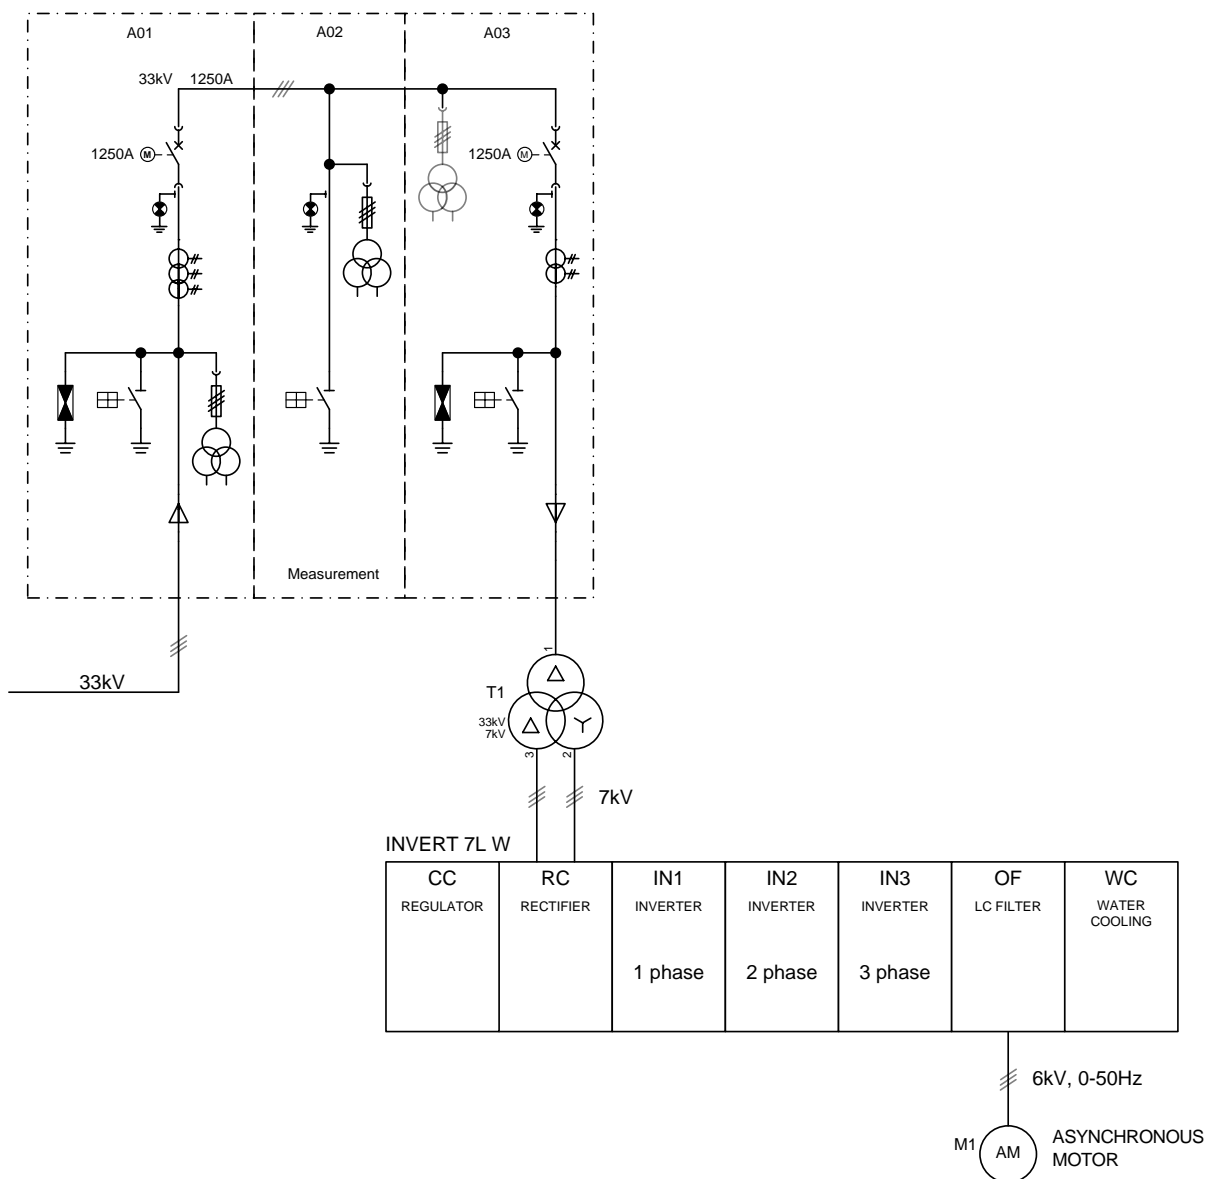 A01
A02
A03
33kV 1250A
1250A M
1250A M
Measurement
33kV
1
T1
33kV
7kV
3
2
7kV
INVERT 7L W
CC
REGULATOR
RC
RECTIFIER
IN1
INVERTER
1 phase
IN2
INVERTER
2 phase
IN3
INVERTER
3 phase
OF
LC FILTER
WC
WATER
COOLING
6kV, 0-50Hz
M1
AM
ASYNCHRONOUS
MOTOR